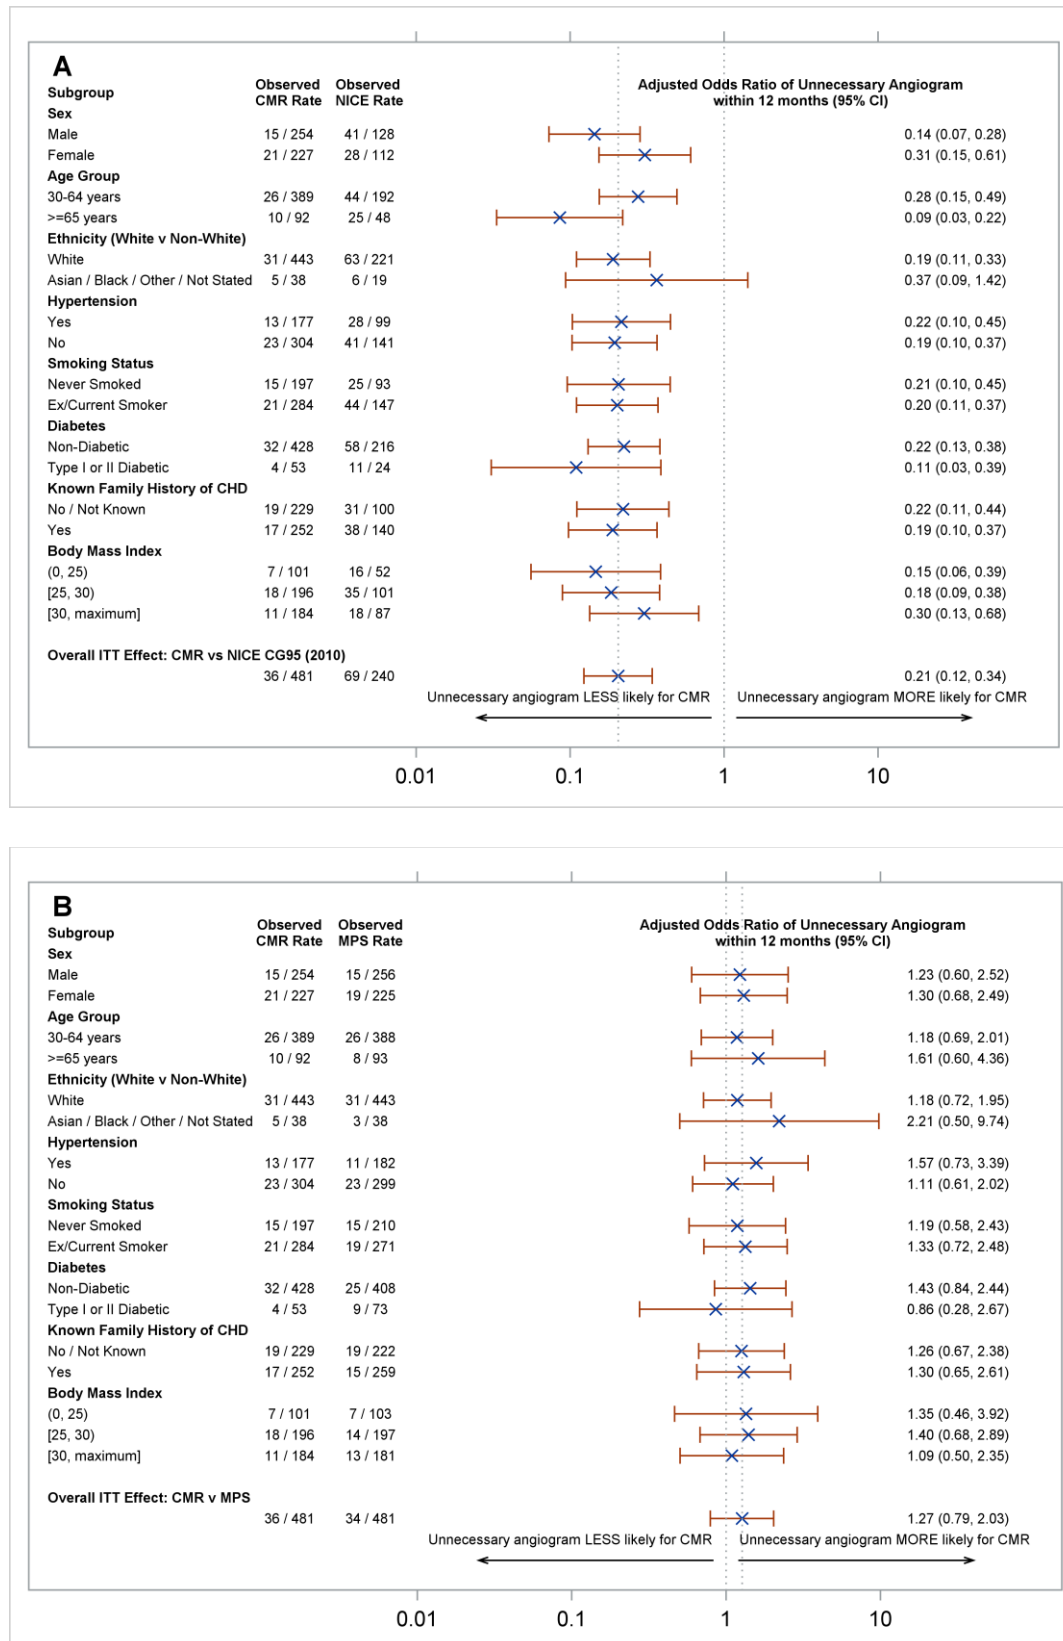 A
Subgroup Observed CMR Rate Observed NICE Rate Adjusted Odds Ratio of Unnecessary Angiogram within 12 months (95% CI)
Sex
Male 15 / 254 41 / 128 0.14 (0.07, 0.28)
Female 21 / 227 28 / 112 0.31 (0.15, 0.61)
Age Group
30-64 years 26 / 389 44 / 192 0.28 (0.15, 0.49)
>=65 years 10 / 92 25 / 48 0.09 (0.03, 0.22)
Ethnicity (White v Non-White)
White 31 / 443 63 / 221 0.19 (0.11, 0.33)
Asian / Black / Other / Not Stated 5 / 38 6 / 19 0.37 (0.09, 1.42)
Hypertension
Yes 13 / 177 28 / 99 0.22 (0.10, 0.45)
No 23 / 304 41 / 141 0.19 (0.10, 0.37)
Smoking Status
Never Smoked 15 / 197 25 / 93 0.21 (0.10, 0.45)
Ex/Current Smoker 21 / 284 44 / 147 0.20 (0.11, 0.37)
Diabetes
Non-Diabetic 32 / 428 58 / 216 0.22 (0.13, 0.38)
Type I or II Diabetic 4 / 53 11 / 24 0.11 (0.03, 0.39)
Known Family History of CHD
No / Not Known 19 / 229 31 / 100 0.22 (0.11, 0.44)
Yes 17 / 252 38 / 140 0.19 (0.10, 0.37)
Body Mass Index
(0, 25) 7 / 101 16 / 52 0.15 (0.06, 0.39)
[25, 30) 18 / 196 35 / 101 0.18 (0.09, 0.38)
[30, maximum] 11 / 184 18 / 87 0.30 (0.13, 0.68)
Overall ITT Effect: CMR vs NICE CG95 (2010)
36 / 481 69 / 240 0.21 (0.12, 0.34)
Unnecessary angiogram LESS likely for CMR Unnecessary angiogram MORE likely for CMR
0.01 0.1 1 10
B
Subgroup Observed CMR Rate Observed MPS Rate Adjusted Odds Ratio of Unnecessary Angiogram within 12 months (95% CI)
Sex
Male 15 / 254 15 / 256 1.23 (0.60, 2.52)
Female 21 / 227 19 / 225 1.30 (0.68, 2.49)
Age Group
30-64 years 26 / 389 26 / 388 1.18 (0.69, 2.01)
>=65 years 10 / 92 8 / 93 1.61 (0.60, 4.36)
Ethnicity (White v Non-White)
White 31 / 443 31 / 443 1.18 (0.72, 1.95)
Asian / Black / Other / Not Stated 5 / 38 3 / 38 2.21 (0.50, 9.74)
Hypertension
Yes 13 / 177 11 / 182 1.57 (0.73, 3.39)
No 23 / 304 23 / 299 1.11 (0.61, 2.02)
Smoking Status
Never Smoked 15 / 197 15 / 210 1.19 (0.58, 2.43)
Ex/Current Smoker 21 / 284 19 / 271 1.33 (0.72, 2.48)
Diabetes
Non-Diabetic 32 / 428 25 / 408 1.43 (0.84, 2.44)
Type I or II Diabetic 4 / 53 9 / 73 0.86 (0.28, 2.67)
Known Family History of CHD
No / Not Known 19 / 229 19 / 222 1.26 (0.67, 2.38)
Yes 17 / 252 15 / 259 1.30 (0.65, 2.61)
Body Mass Index
(0, 25) 7 / 101 7 / 103 1.35 (0.46, 3.92)
[25, 30) 18 / 196 14 / 197 1.40 (0.68, 2.89)
[30, maximum] 11 / 184 13 / 181 1.09 (0.50, 2.35)
Overall ITT Effect: CMR v MPS
36 / 481 34 / 481 1.27 (0.79, 2.03)
Unnecessary angiogram LESS likely for CMR Unnecessary angiogram MORE likely for CMR
0.01 0.1 1 10